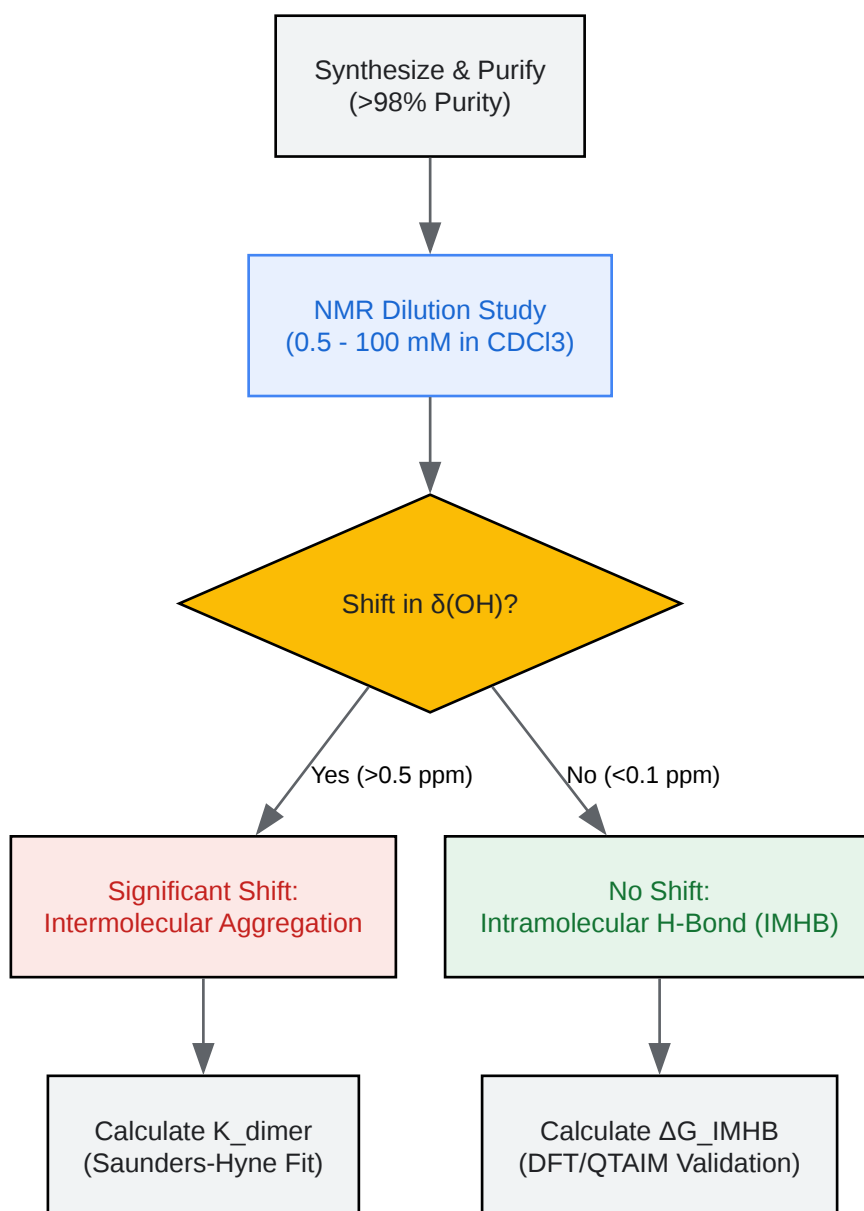 Synthesize & Purify
(>98% Purity)
NMR Dilution Study
(0.5 - 100 mM in CDCl3)
Shift in δ(OH)?
Yes (>0.5 ppm)
No (<0.1 ppm)
Significant Shift:
Intermolecular Aggregation
No Shift:
Intramolecular H-Bond (IMHB)
Calculate K_dimer
(Saunders-Hyne Fit)
Calculate ΔG_IMHB
(DFT/QTAIM Validation)